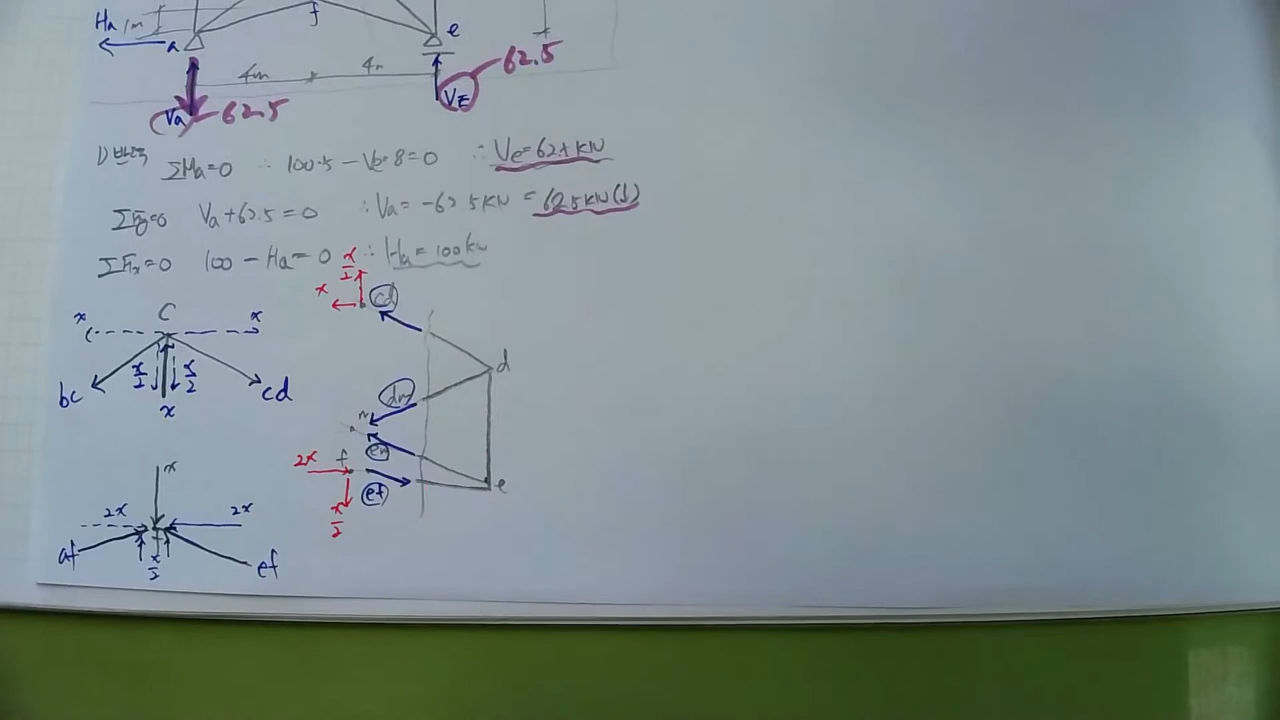 Ha 1m
f
a
e
62.5
4m
4m
Va 62.5
VE
1) 반력
ΣMa=0 ∴ 100·5 - Ve·8=0 ∴ Ve=62.5 kN
ΣFy=0 Va+62.5=0 ∴ Va= -62.5 kN = 62.5 kN(↓)
ΣFx=0 100 - Ha=0 ∴ Ha=100 kN
x/2
x
cd
C
x
x
x/2
x/2
bc
x
cd
d
dn
n
en
2x f
ef
e
x/2
x
2x
2x
af
f
x/2
ef